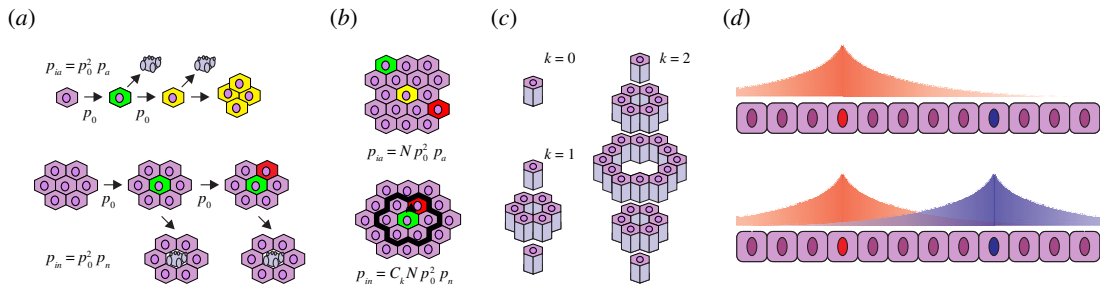 (a)
p_ia = p_0^2 p_a
p_0
p_0
p_0
p_0
p_in = p_0^2 p_n
(b)
p_ia = N p_0^2 p_a
p_in = C_k N p_0^2 p_n
(c)
k = 0
k = 2
k = 1
(d)